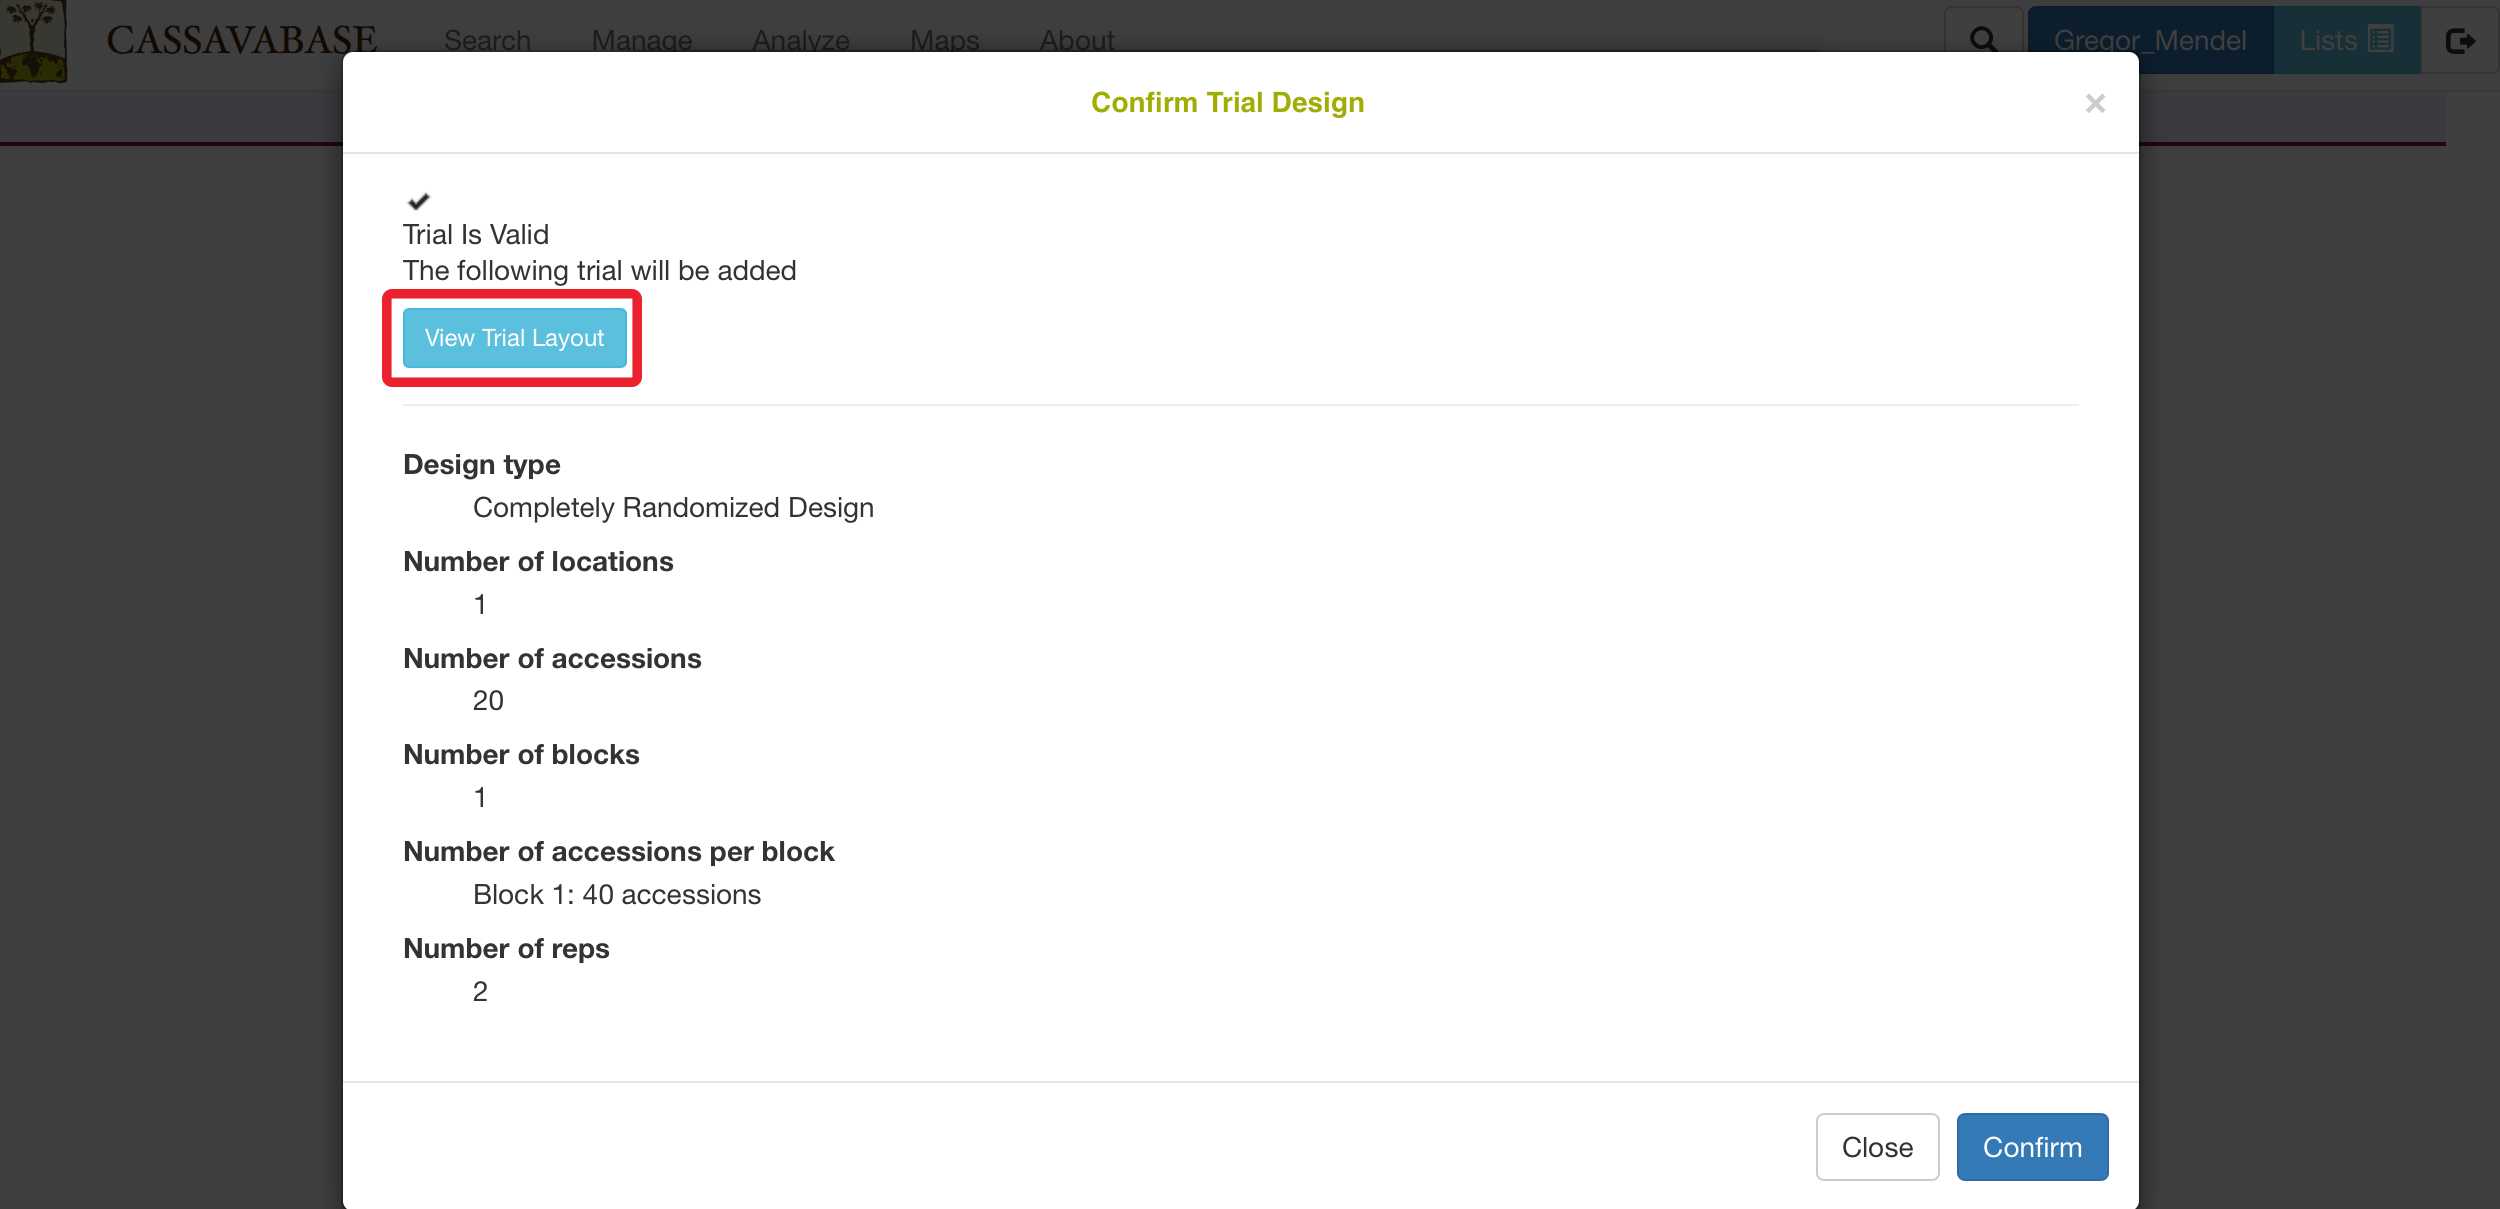 CASSAVABASE Search Manage Analyze Maps About Gregor_Mendel Lists
Confirm Trial Design ×
Trial Is Valid
The following trial will be added
View Trial Layout
Design type
Completely Randomized Design
Number of locations
1
Number of accessions
20
Number of blocks
1
Number of accessions per block
Block 1: 40 accessions
Number of reps
2
Close Confirm